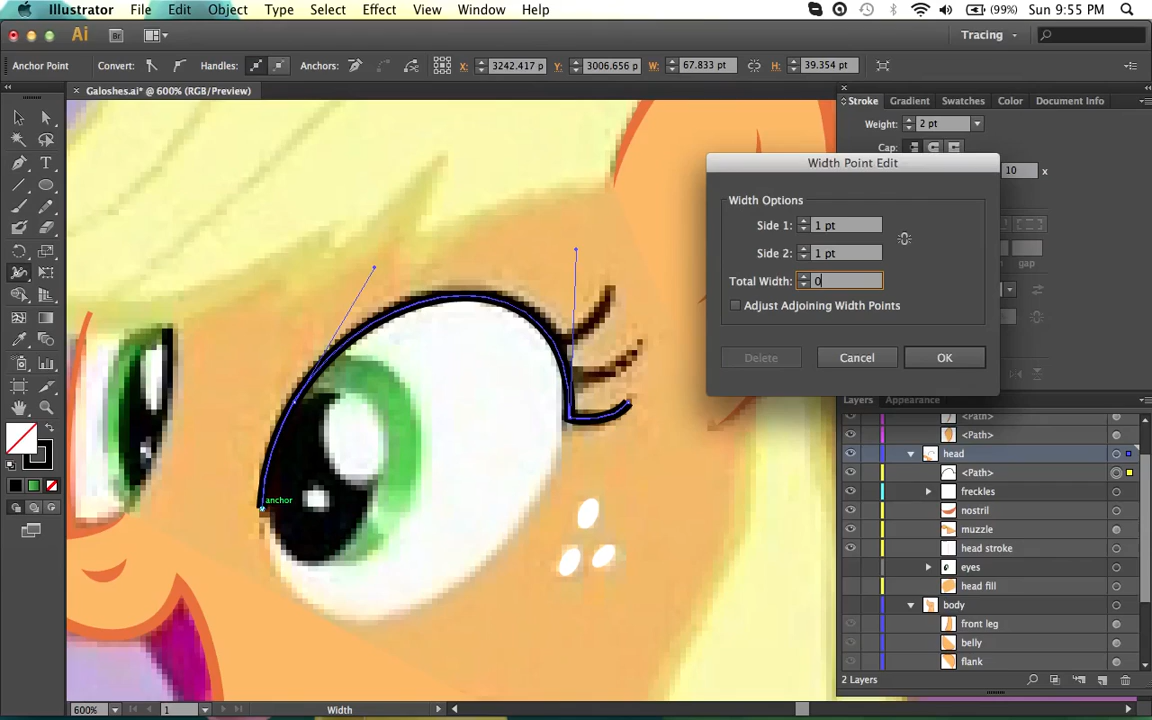 Illustrator File Edit Object Type Select Effect View Window Help (99%) Sun 9:55 PM
Ai Br Tracing
Anchor Point Convert: Handles: Anchors: X: 3242.417 p Y: 3006.656 p W: 67.833 pt H: 39.354 pt
× Galoshes.ai* @ 600% (RGB/Preview)
Stroke Gradient Swatches Color Document Info
Weight: 2 pt
Cap:
10 x
gap
Width Point Edit
Width Options
Side 1: 1 pt
Side 2: 1 pt
Total Width: 0
Adjust Adjoining Width Points
Delete Cancel OK
anchor
Layers Artboards
<Path>
<Path>
head
<Path>
freckles
nostril
muzzle
head stroke
eyes
head fill
body
front leg
belly
flank
2 Layers
600% 1 Width